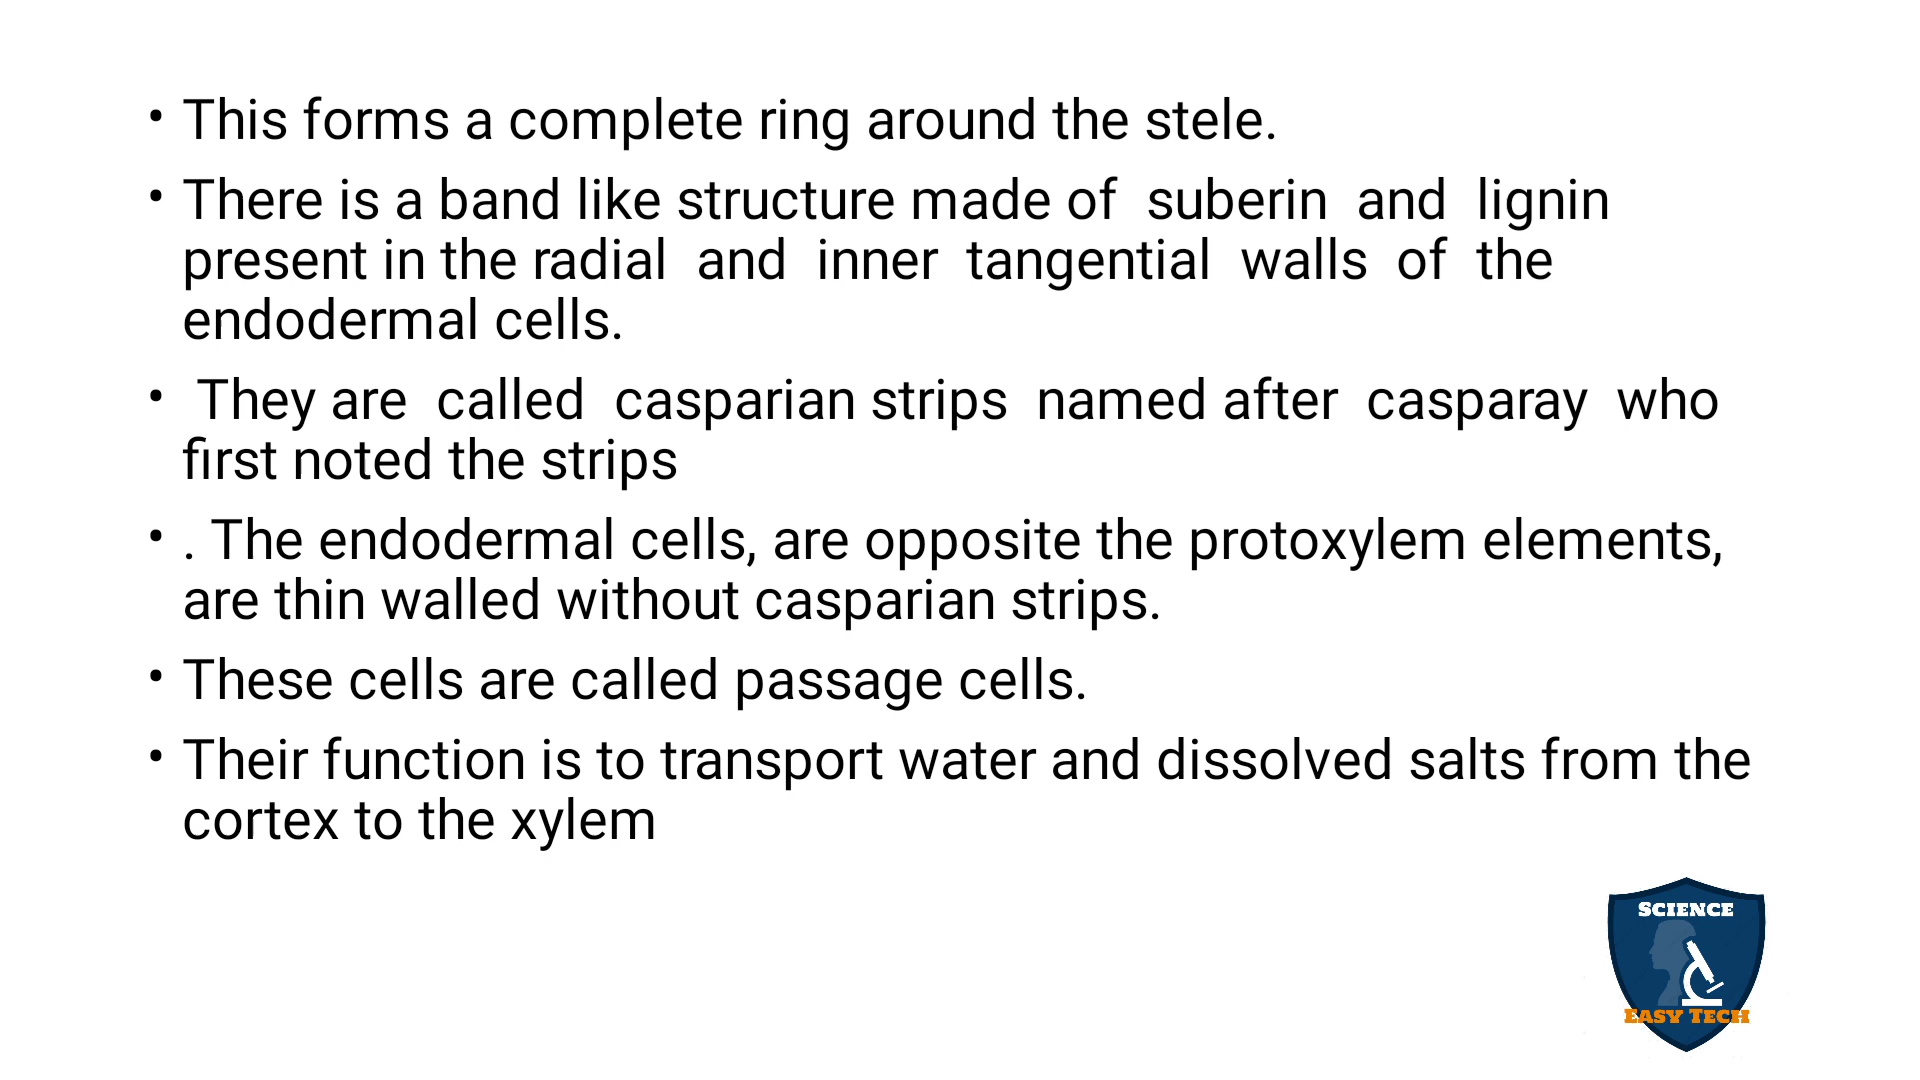 • This forms a complete ring around the stele.
• There is a band like structure made of  suberin  and  lignin
present in the radial  and  inner  tangential  walls  of  the
endodermal cells.
•  They are  called  casparian strips  named after  casparay  who
first noted the strips
• . The endodermal cells, are opposite the protoxylem elements,
are thin walled without casparian strips.
• These cells are called passage cells.
• Their function is to transport water and dissolved salts from the
cortex to the xylem
SCIENCE
EASY TECH